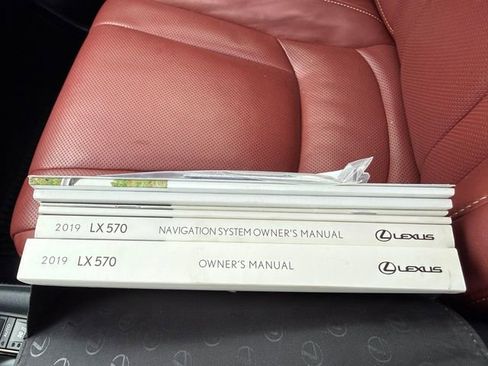 2019 LX 570 NAVIGATION SYSTEM OWNER'S MANUAL LEXUS
2019 LX 570 OWNER'S MANUAL LEXUS